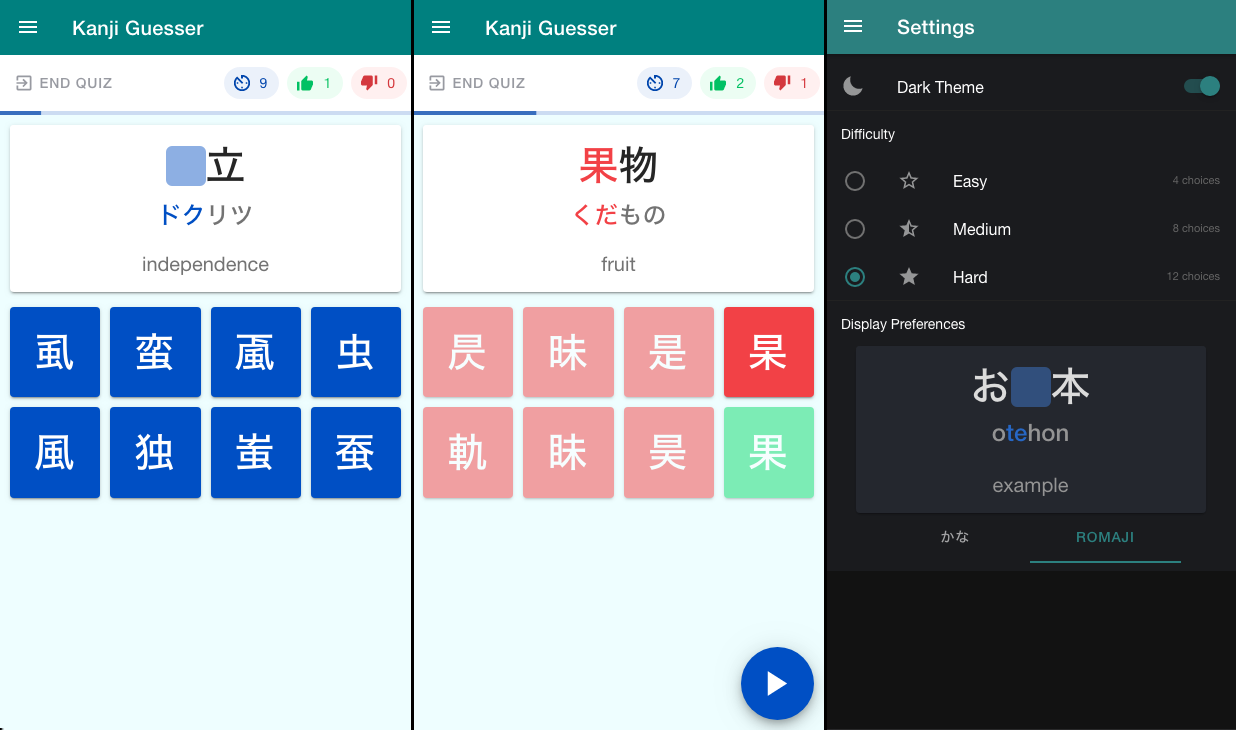 Kanji Guesser
END QUIZ 9 1 0
立
ドクリツ
independence
虱 蛮 颪 虫
風 独 蚩 蚕
Kanji Guesser
END QUIZ 7 2 1
果物
くだもの
fruit
昃 昧 是 杲
軌 眛 昊 果
Settings
Dark Theme
Difficulty
Easy 4 choices
Medium 8 choices
Hard 12 choices
Display Preferences
お 本
otehon
example
かな ROMAJI